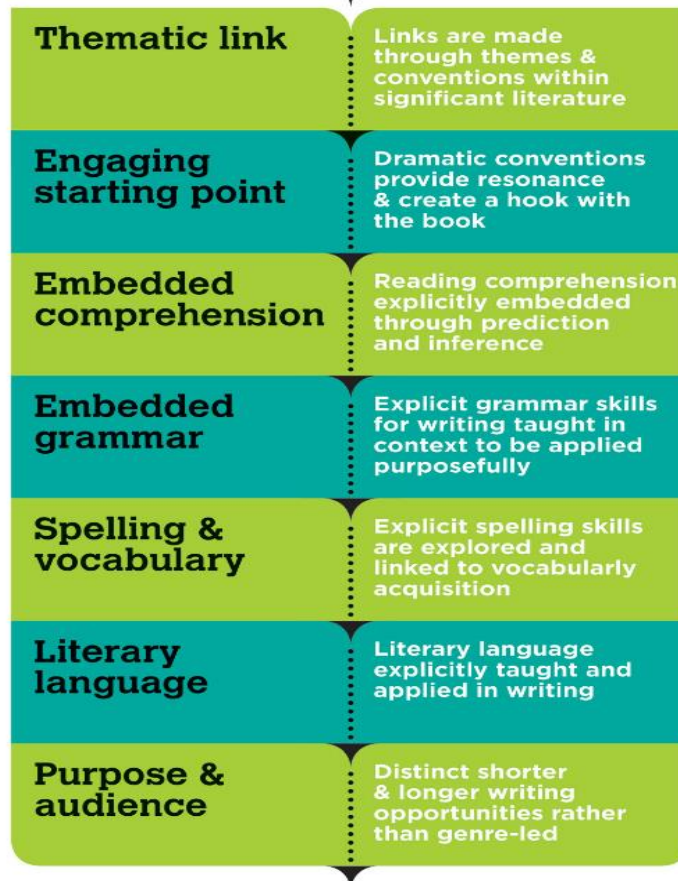 Thematic link
Links are made
through themes &
conventions within
significant literature
Engaging
starting point
Dramatic conventions
provide resonance
& create a hook with
the book
Embedded
comprehension
Reading comprehension
explicitly embedded
through prediction
and inference
Embedded
grammar
Explicit grammar skills
for writing taught in
context to be applied
purposefully
Spelling &
vocabulary
Explicit spelling skills
are explored and
linked to vocabularly
acquisition
Literary
language
Literary language
explicitly taught and
applied in writing
Purpose &
audience
Distinct shorter
& longer writing
opportunities rather
than genre-led